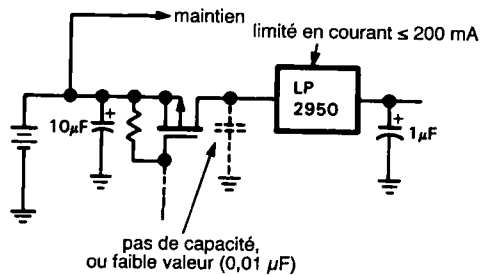 maintien
limité en courant ≤ 200 mA
LP
2950
10µF
+
+
1µF
pas de capacité,
ou faible valeur (0,01 µF)